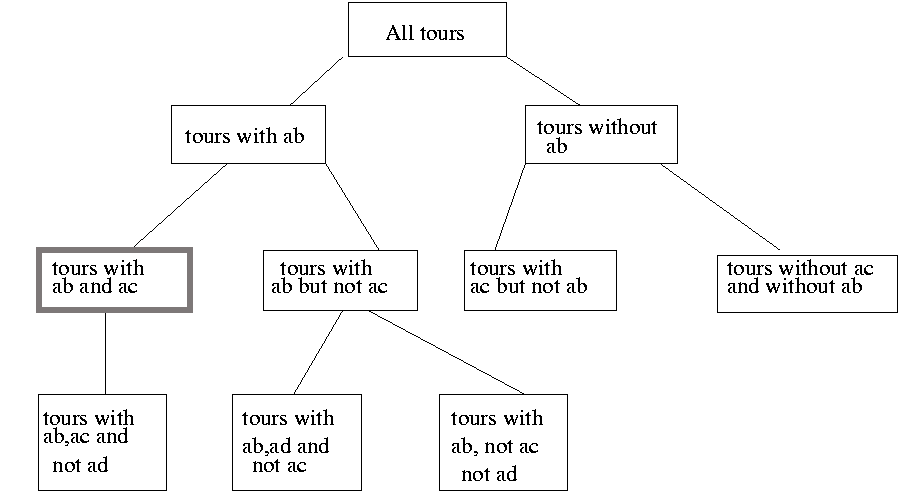 All tours
tours with ab
tours without
ab
tours with
ab and ac
tours with
ab but not ac
tours with
ac but not ab
tours without ac
and without ab
tours with
ab,ac and
not ad
tours with
ab,ad and
not ac
tours with
ab, not ac
not ad